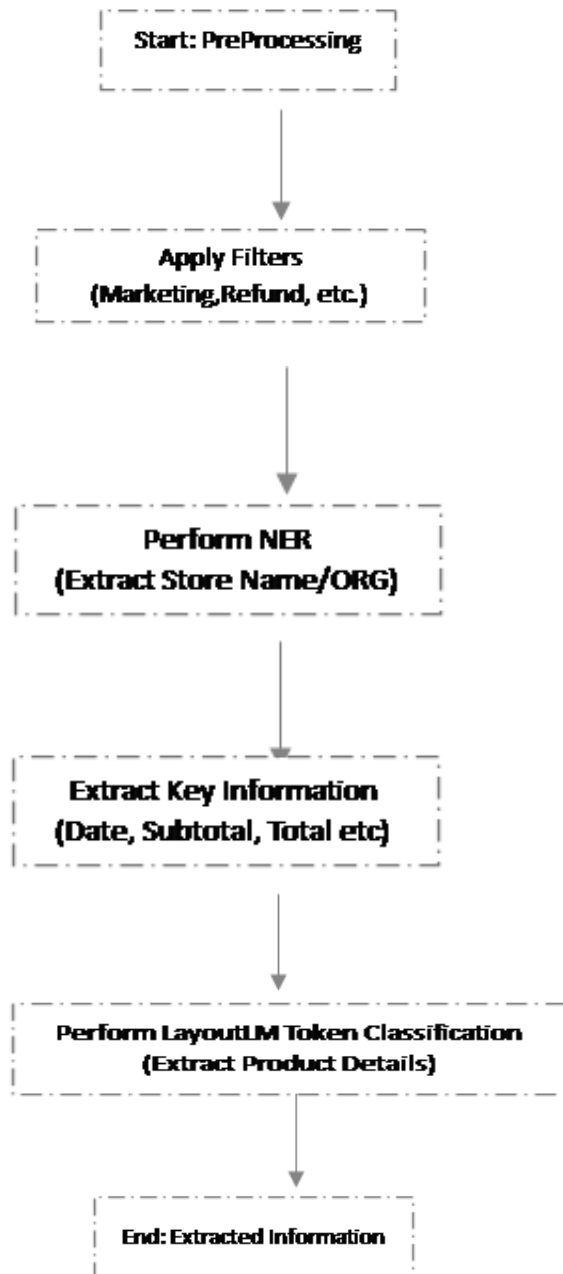 Start: PreProcessing
Apply Filters
(Marketing,Refund, etc.)
Perform NER
(Extract Store Name/ORG)
Extract Key Information
(Date, Subtotal, Total etc)
Perform LayoutLM Token Classification
(Extract Product Details)
End: Extracted Information